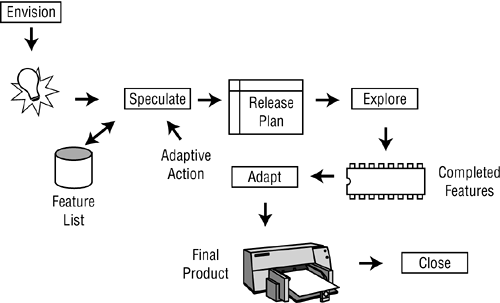 Envision
Speculate
Release
Plan
Explore
Adaptive
Action
Feature
List
Adapt
Completed
Features
Final
Product
Close